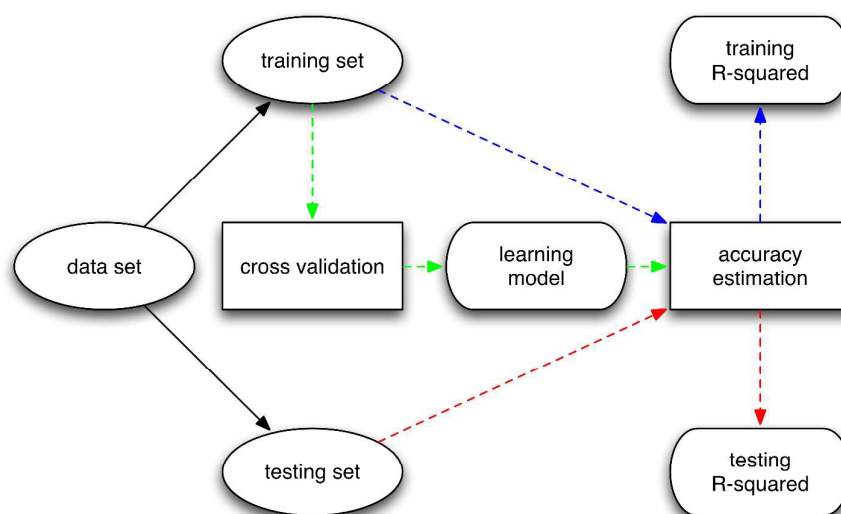 training set
training
R-squared
data set
cross validation
learning
model
accuracy
estimation
testing set
testing
R-squared